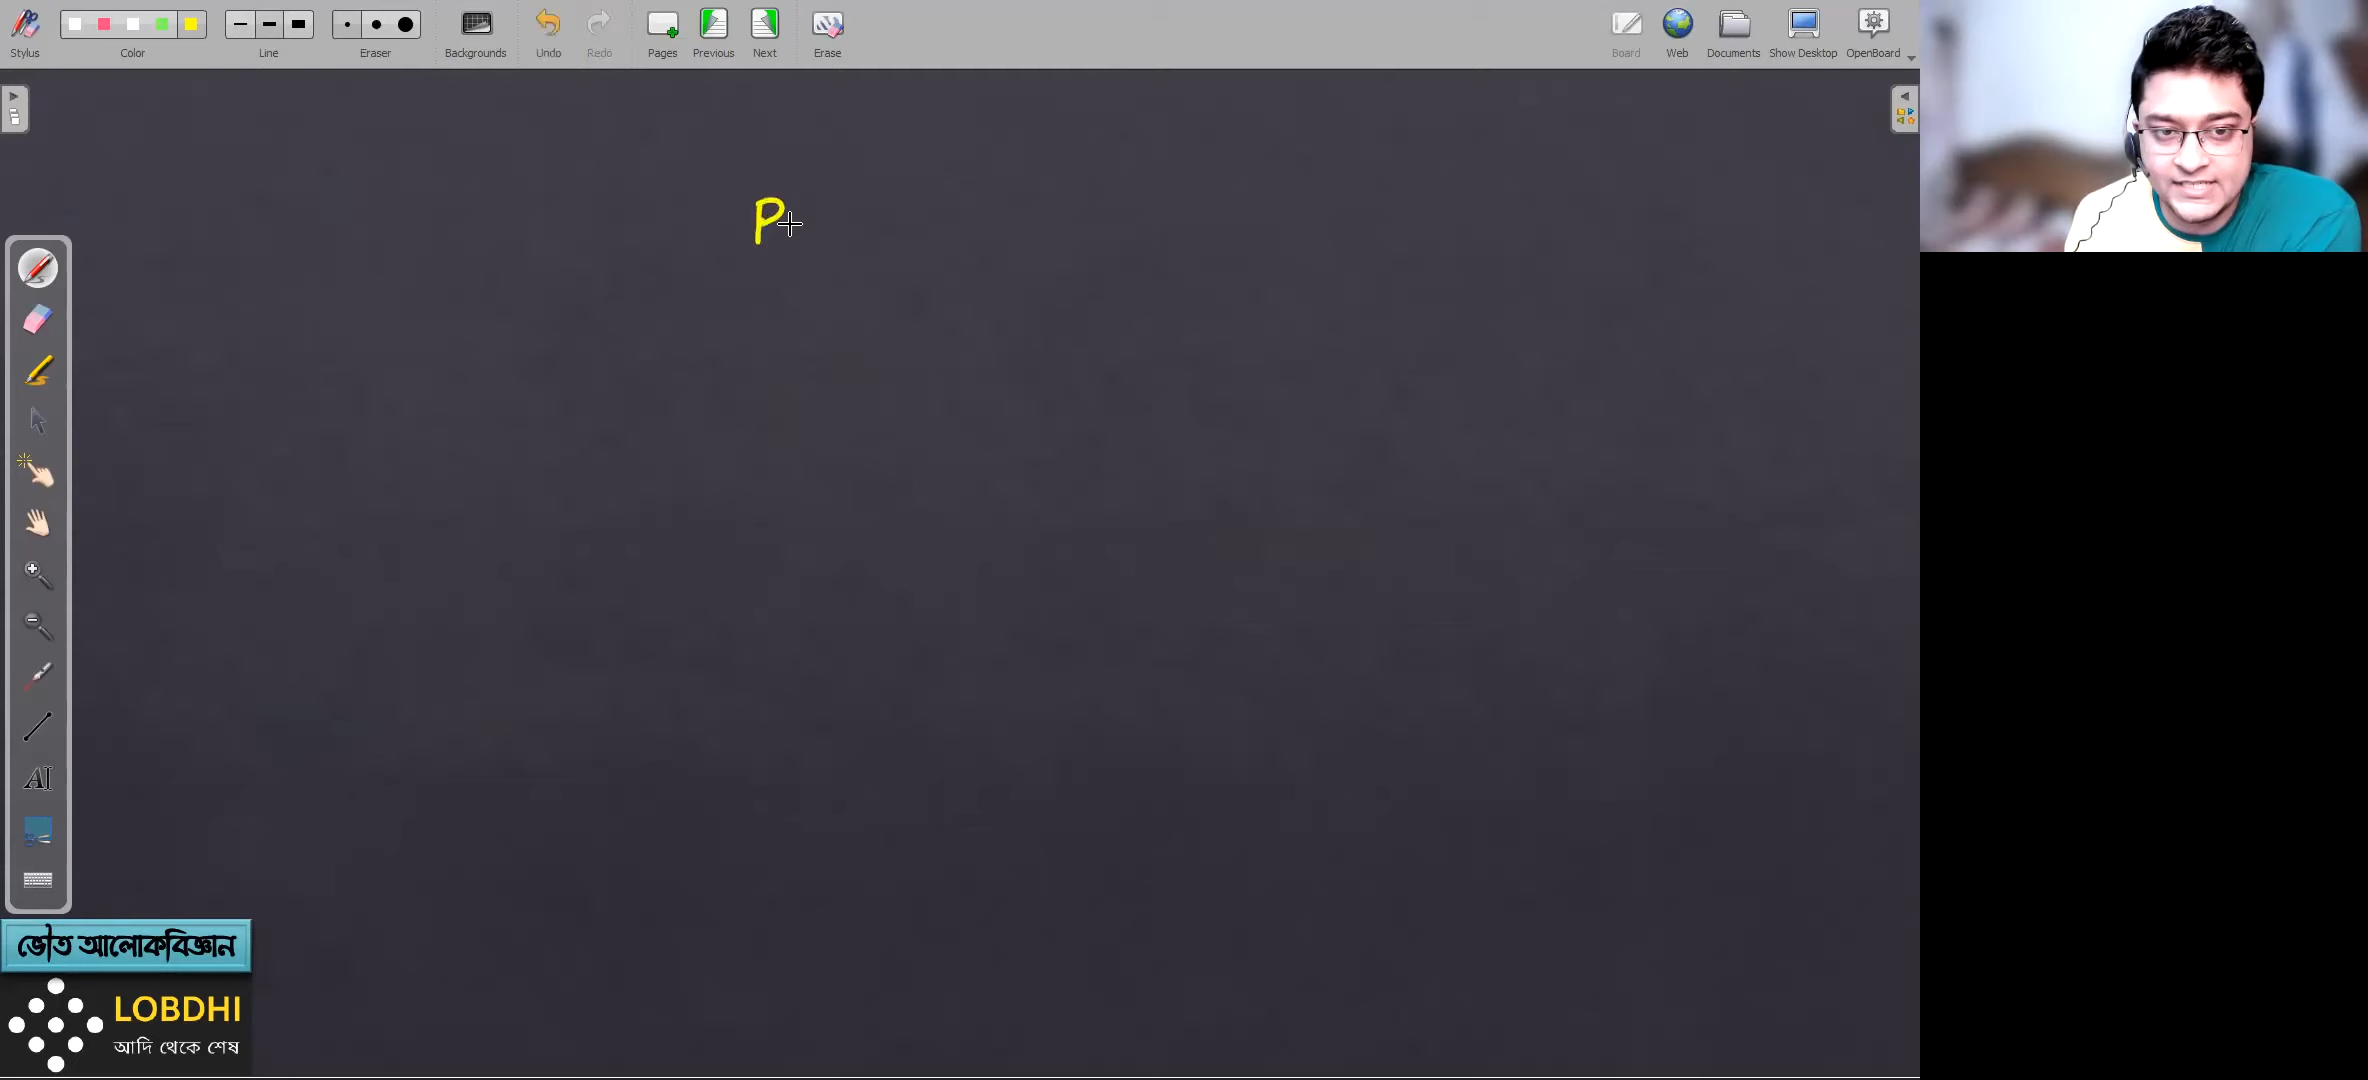 Stylus
Color
Line
Eraser
Backgrounds
Undo
Redo
Pages
Previous
Next
Erase
Board
Web
Documents
Show Desktop
OpenBoard
P
AI
ভৌত আলোকবিজ্ঞান
LOBDHI
আদি থেকে শেষ